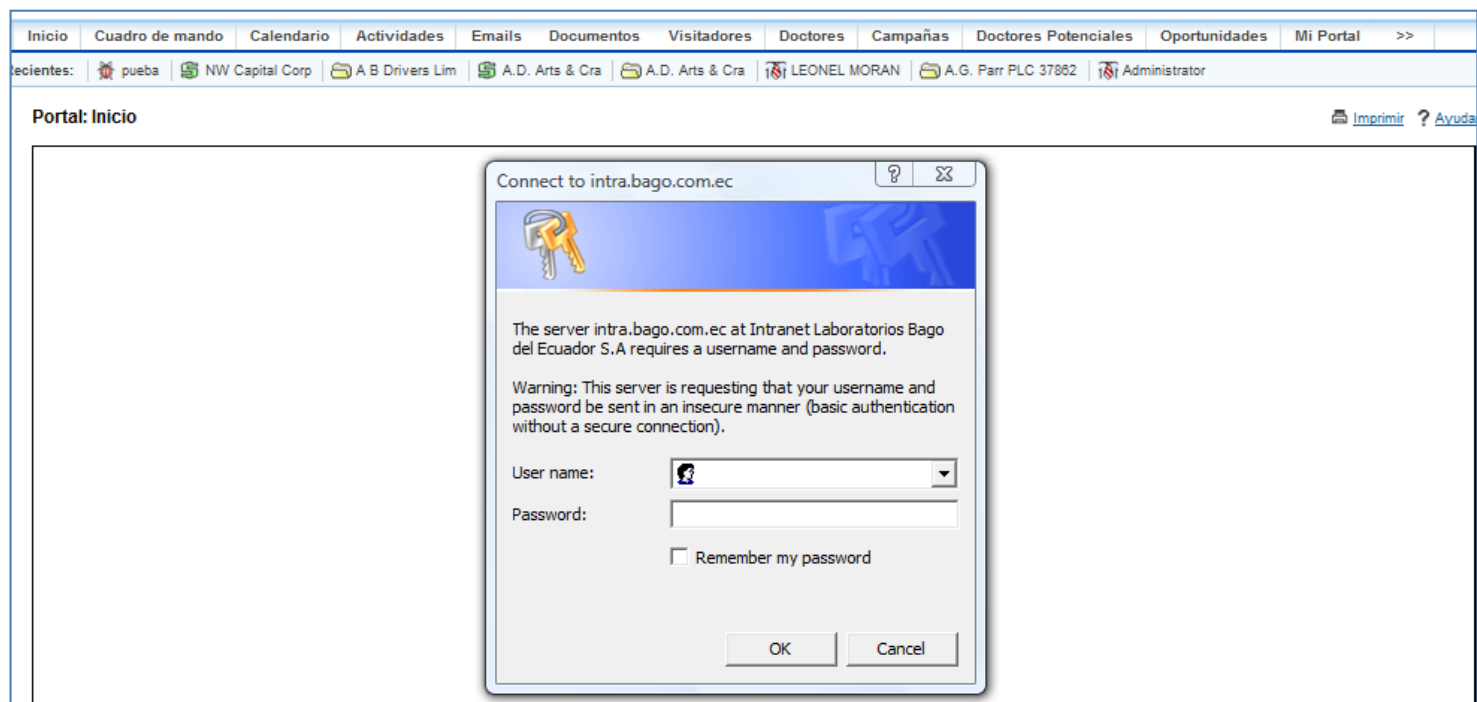 Inicio Cuadro de mando Calendario Actividades Emails Documentos Visitadores Doctores Campañas Doctores Potenciales Oportunidades Mi Portal >>
ecientes: pueba NW Capital Corp A B Drivers Lim A.D. Arts & Cra A.D. Arts & Cra LEONEL MORAN A.G. Parr PLC 37862 Administrator
Portal: Inicio Imprimir ? Ayuda
Connect to intra.bago.com.ec
The server intra.bago.com.ec at Intranet Laboratorios Bago
del Ecuador S.A requires a username and password.
Warning: This server is requesting that your username and
password be sent in an insecure manner (basic authentication
without a secure connection).
User name:
Password:
Remember my password
OK Cancel